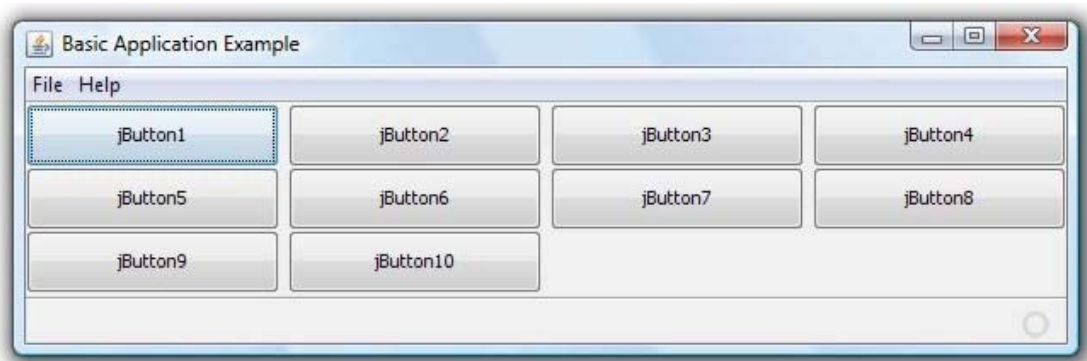 Basic Application Example
File Help
jButton1 jButton2 jButton3 jButton4
jButton5 jButton6 jButton7 jButton8
jButton9 jButton10